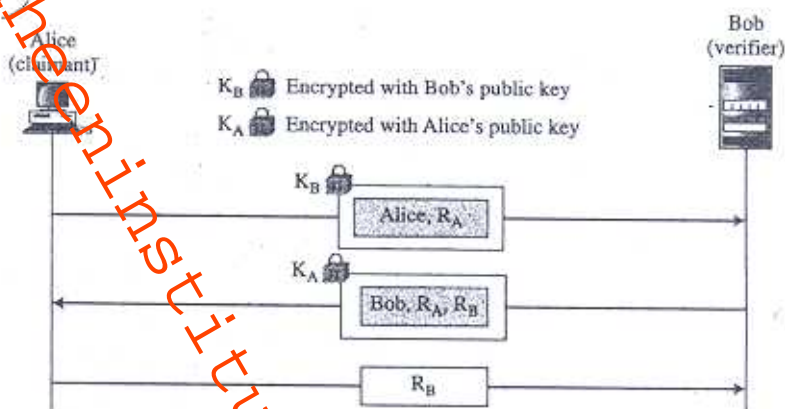 Alice
(claimant)
Bob
(verifier)
K_B Encrypted with Bob's public key
K_A Encrypted with Alice's public key
K_B
Alice, R_A
K_A
Bob, R_A, R_B
R_B